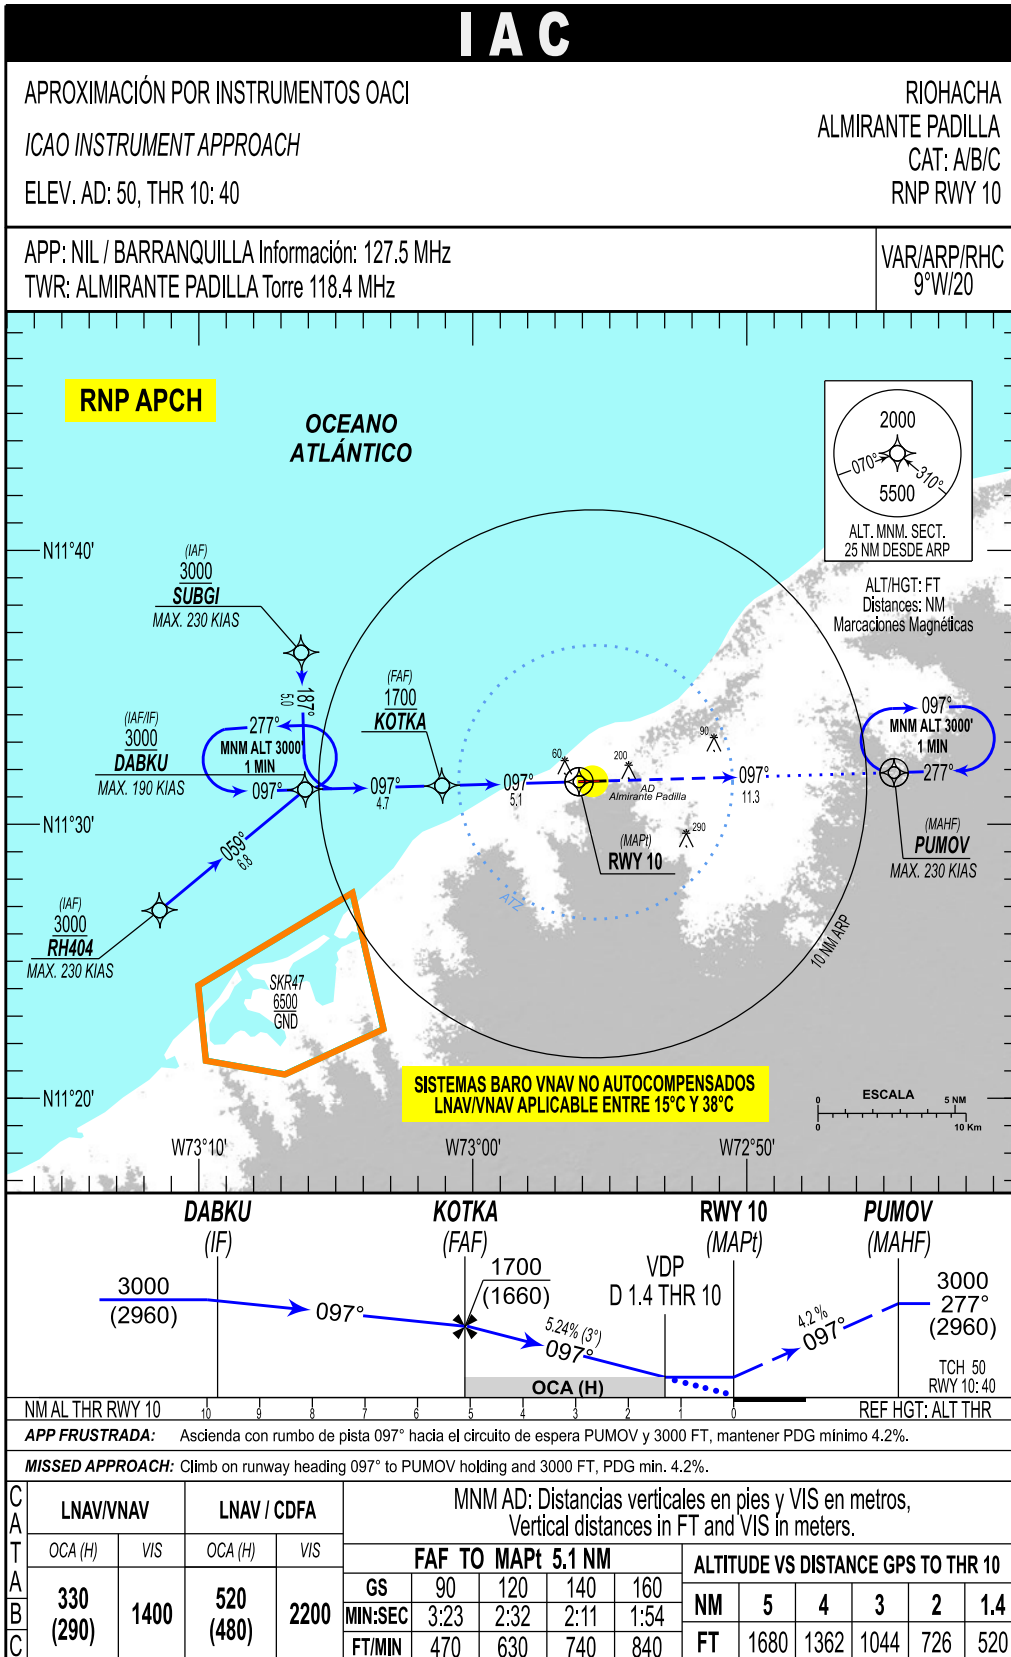 IAC
APROXIMACIÓN POR INSTRUMENTOS OACI
ICAO INSTRUMENT APPROACH
ELEV. AD: 50, THR 10: 40
RIOHACHA
ALMIRANTE PADILLA
CAT: A/B/C
RNP RWY 10
APP: NIL / BARRANQUILLA Información: 127.5 MHz
TWR: ALMIRANTE PADILLA Torre 118.4 MHz
VAR/ARP/RHC
9°W/20
RNP APCH
OCEANO
ATLÁNTICO
2000
070°
310°
5500
ALT. MNM. SECT.
25 NM DESDE ARP
ALT/HGT: FT
Distances: NM
Marcaciones Magnéticas
N11°40'
(IAF)
3000
SUBGI
MAX. 230 KIAS
187°
5.0
(FAF)
1700
KOTKA
(IAF/IF)
3000
DABKU
MAX. 190 KIAS
277°
MNM ALT 3000'
1 MIN
097°
097°
4.7
097°
5.1
60
200
90
290
AD
Almirante Padilla
097°
11.3
097°
MNM ALT 3000'
1 MIN
277°
(MAHF)
PUMOV
MAX. 230 KIAS
(MAPt)
RWY 10
N11°30'
059°
6.8
(IAF)
3000
RH404
MAX. 230 KIAS
ATZ
10 NM ARP
SKR47
6500
GND
SISTEMAS BARO VNAV NO AUTOCOMPENSADOS
LNAV/VNAV APLICABLE ENTRE 15°C Y 38°C
ESCALA
0 5 NM
0 10 Km
N11°20'
W73°10' W73°00' W72°50'
DABKU
(IF)
KOTKA
(FAF)
RWY 10
(MAPt)
PUMOV
(MAHF)
3000
(2960)
097°
1700
(1660)
5.24% (3°)
097°
VDP
D 1.4 THR 10
4.2%
097°
3000
277°
(2960)
TCH 50
RWY 10: 40
OCA (H)
NM AL THR RWY 10 10 9 8 7 6 5 4 3 2 1 0 REF HGT: ALT THR
APP FRUSTRADA: Ascienda con rumbo de pista 097° hacia el circuito de espera PUMOV y 3000 FT, mantener PDG mínimo 4.2%.
MISSED APPROACH: Climb on runway heading 097° to PUMOV holding and 3000 FT, PDG min. 4.2%.
CAT
A
B
C
LNAV/VNAV LNAV / CDFA
OCA (H) VIS OCA (H) VIS
330
(290)
1400
520
(480)
2200
MNM AD: Distancias verticales en pies y VIS en metros,
Vertical distances in FT and VIS in meters.
FAF TO MAPt 5.1 NM
GS 90 120 140 160
MIN:SEC 3:23 2:32 2:11 1:54
FT/MIN 470 630 740 840
ALTITUDE VS DISTANCE GPS TO THR 10
NM 5 4 3 2 1.4
FT 1680 1362 1044 726 520